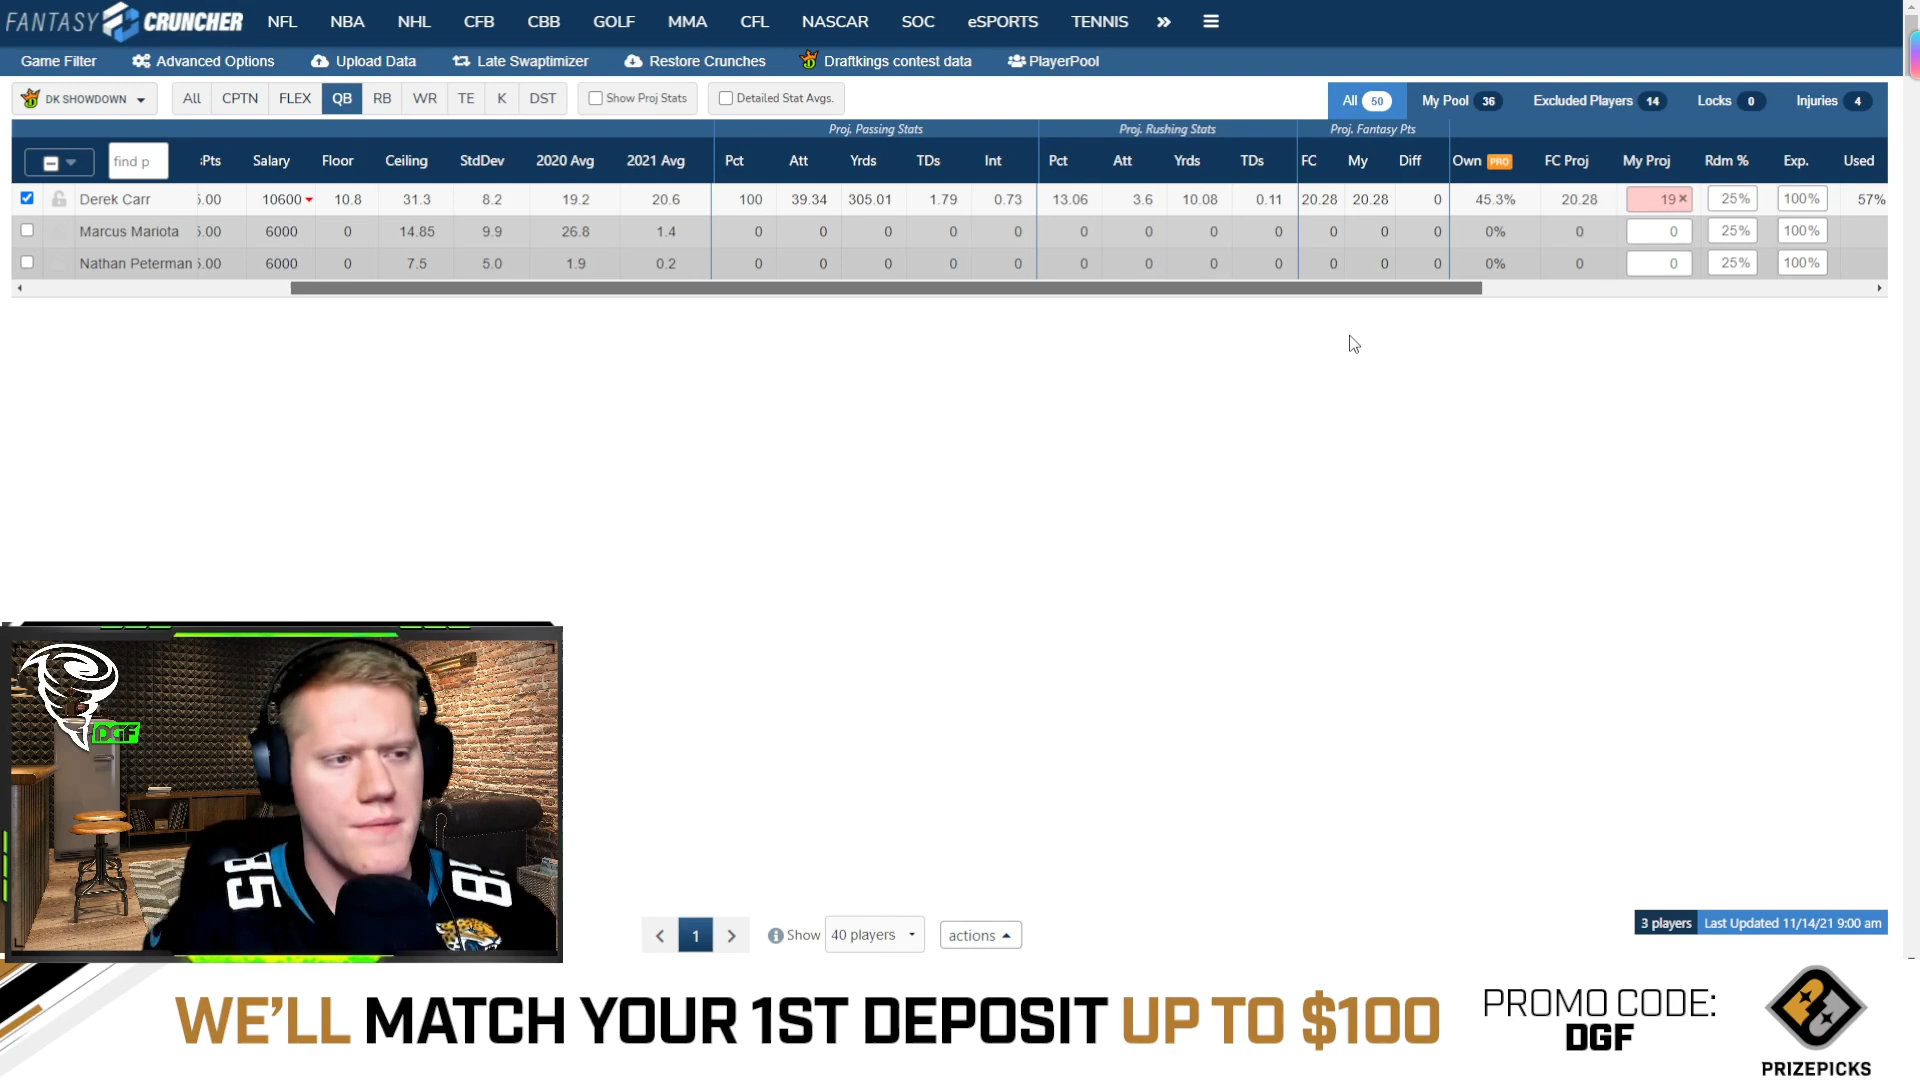 FANTASY CRUNCHER NFL NBA NHL CFB CBB GOLF MMA CFL NASCAR SOC eSPORTS TENNIS
Game Filter Advanced Options Upload Data Late Swaptimizer Restore Crunches Draftkings contest data PlayerPool
DK SHOWDOWN All CPTN FLEX QB RB WR TE K DST Show Proj Stats Detailed Stat Avgs. All 50 My Pool 36 Excluded Players 14 Locks 0 Injuries 4
Proj. Passing Stats Proj. Rushing Stats Proj. Fantasy Pts
find p Pts Salary Floor Ceiling StdDev 2020 Avg 2021 Avg Pct Att Yrds TDs Int Pct Att Yrds TDs FC My Diff Own PRO FC Proj My Proj Rdm % Exp. Used
Derek Carr 5.00 10600 10.8 31.3 8.2 19.2 20.6 100 39.34 305.01 1.79 0.73 13.06 3.6 10.08 0.11 20.28 20.28 0 45.3% 20.28 19× 25% 100% 57%
Marcus Mariota 5.00 6000 0 14.85 9.9 26.8 1.4 0 0 0 0 0 0 0 0 0 0 0 0 0% 0 0 25% 100%
Nathan Peterman 5.00 6000 0 7.5 5.0 1.9 0.2 0 0 0 0 0 0 0 0 0 0 0 0 0% 0 0 25% 100%
DGF
85
18
1 Show 40 players actions
3 players Last Updated 11/14/21 9:00 am
WE'LL MATCH YOUR 1ST DEPOSIT UP TO $100
PROMO CODE:
DGF
PRIZEPICKS